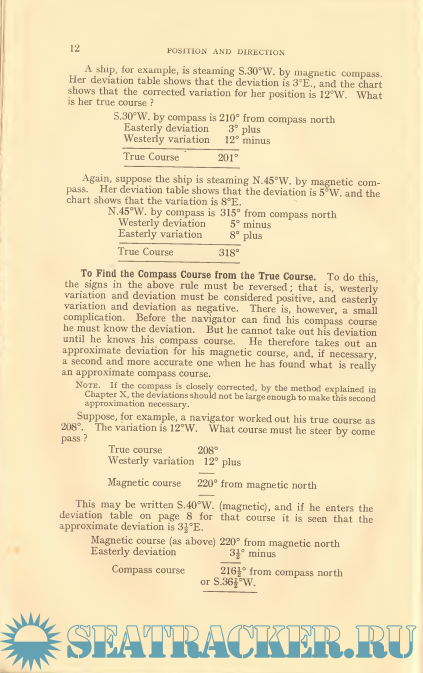 12
POSITION AND DIRECTION
A ship, for example, is steaming S.30°W. by magnetic compass.
Her deviation table shows that the deviation is 3°E., and the chart
shows that the corrected variation for her position is 12°W. What
is her true course ?
S.30°W. by compass is 210° from compass north
Easterly deviation 3° plus
Westerly variation 12° minus
True Course 201°
Again, suppose the ship is steaming N.45°W. by magnetic com-
pass. Her deviation table shows that the deviation is 5°W. and the
chart shows that the variation is 8°E.
N.45°W. by compass is 315° from compass north
Westerly deviation 5° minus
Easterly variation 8° plus
True Course 318°
To Find the Compass Course from the True Course. To do this,
the signs in the above rule must be reversed; that is, westerly
variation and deviation must be considered positive, and easterly
variation and deviation as negative. There is, however, a small
complication. Before the navigator can find his compass course
he must know the deviation. But he cannot take out his deviation
until he knows his compass course. He therefore takes out an
approximate deviation for his magnetic course, and, if necessary,
a second and more accurate one when he has found what is really
an approximate compass course.
NOTE. If the compass is closely corrected, by the method explained in
Chapter X, the deviations should not be large enough to make this second
approximation necessary.
Suppose, for example, a navigator worked out his true course as
208°. The variation is 12°W. What course must he steer by come
pass ?
True course 208°
Westerly variation 12° plus
Magnetic course 220° from magnetic north
This may be written S.40°W. (magnetic), and if he enters the
deviation table on page 8 for that course it is seen that the
approximate deviation is 3½°E.
Magnetic course (as above) 220° from magnetic north
Easterly deviation 3½° minus
Compass course 216½° from compass north
or S.36½°W.
SEATRACKER.RU